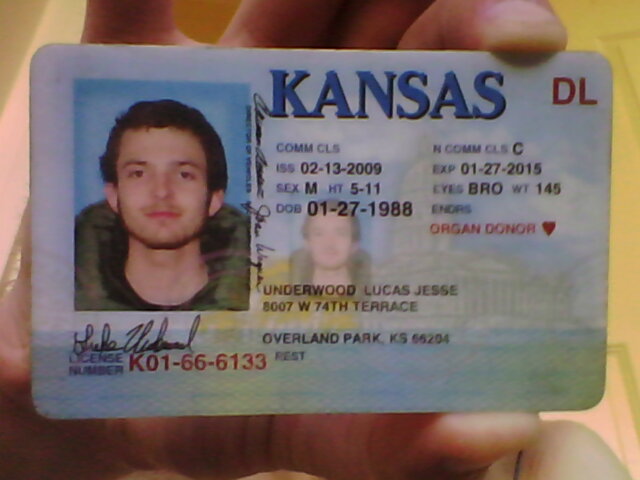 KANSAS DL
COMM CLS N COMM CLS C
ISS 02-13-2009 EXP 01-27-2015
SEX M HT 5-11 EYES BRO WT 145
DOB 01-27-1988 ENDRS
ORGAN DONOR ♥
UNDERWOOD LUCAS JESSE
8007 W 74TH TERRACE
OVERLAND PARK, KS 66204
REST
LICENSE
NUMBER K01-66-6133